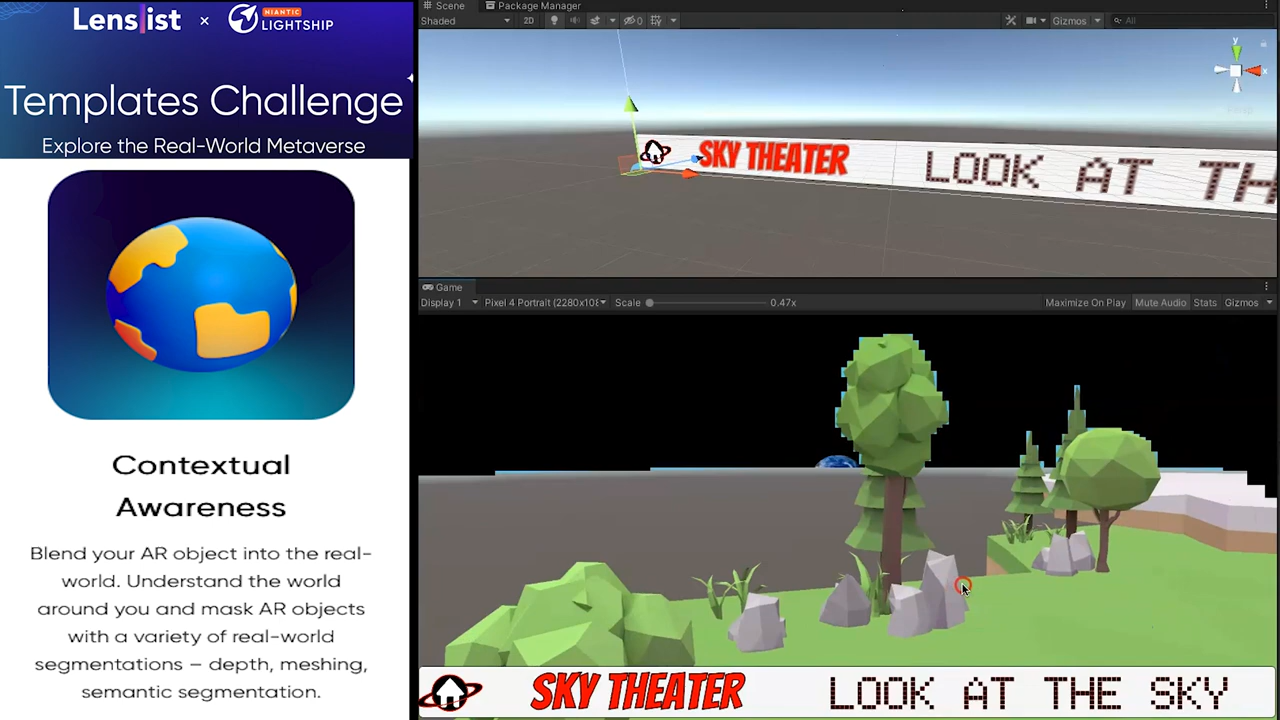 Lenslist × NIANTIC LIGHTSHIP
Templates Challenge
Explore the Real-World Metaverse
Contextual
Awareness
Blend your AR object into the real-
world. Understand the world
around you and mask AR objects
with a variety of real-world
segmentations – depth, meshing,
semantic segmentation.
Scene Package Manager
Shaded 2D 0 Gizmos All
y
x
Persp
SKY THEATER LOOK AT TH
Game
Display 1 Pixel 4 Portrait (2280x108 Scale 0.47x Maximize On Play Mute Audio Stats Gizmos
SKY THEATER LOOK AT THE SKY